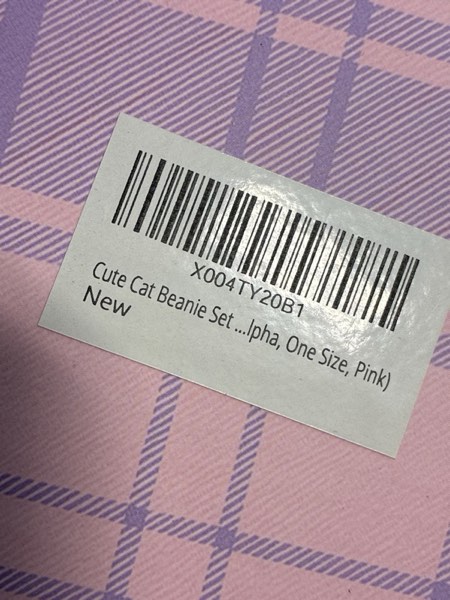 X004TY20B1
Cute Cat Beanie Set ...lpha, One Size, Pink)
New